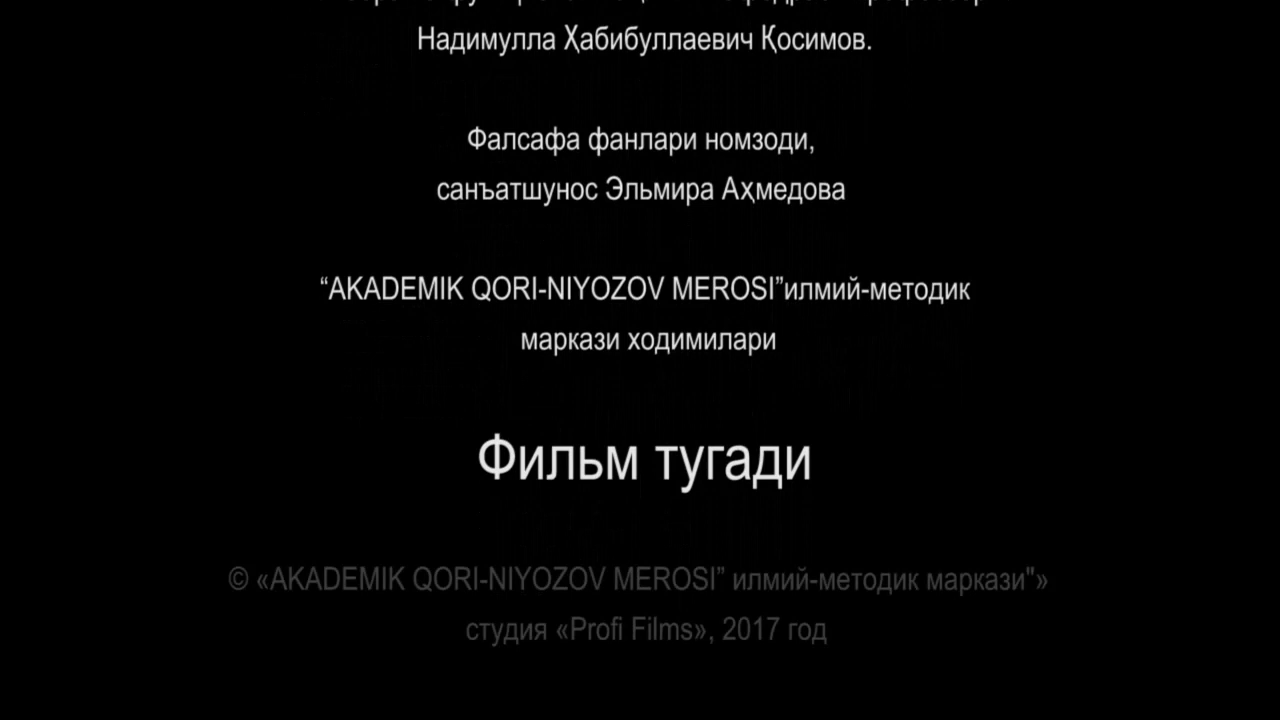 Надимулла Ҳабибуллаевич Қосимов.
Фалсафа фанлари номзоди,
санъатшунос Эльмира Аҳмедова
“AKADEMIK QORI-NIYOZOV MEROSI”илмий-методик
маркази ходимилари
Фильм тугади
© «AKADEMIK QORI-NIYOZOV MEROSI” илмий-методик маркази"»
студия «Profi Films», 2017 год